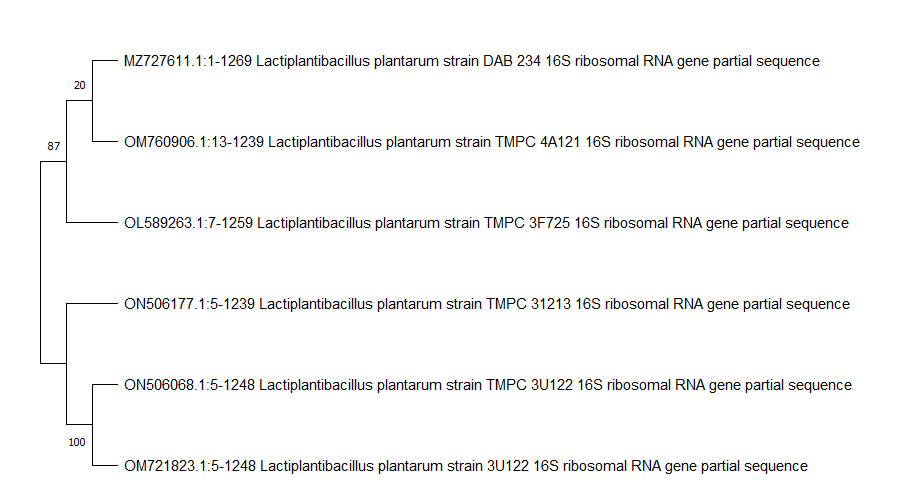 MZ727611.1:1-1269 Lactiplantibacillus plantarum strain DAB 234 16S ribosomal RNA gene partial sequence
20
OM760906.1:13-1239 Lactiplantibacillus plantarum strain TMPC 4A121 16S ribosomal RNA gene partial sequence
87
OL589263.1:7-1259 Lactiplantibacillus plantarum strain TMPC 3F725 16S ribosomal RNA gene partial sequence
ON506177.1:5-1239 Lactiplantibacillus plantarum strain TMPC 31213 16S ribosomal RNA gene partial sequence
ON506068.1:5-1248 Lactiplantibacillus plantarum strain TMPC 3U122 16S ribosomal RNA gene partial sequence
100
OM721823.1:5-1248 Lactiplantibacillus plantarum strain 3U122 16S ribosomal RNA gene partial sequence